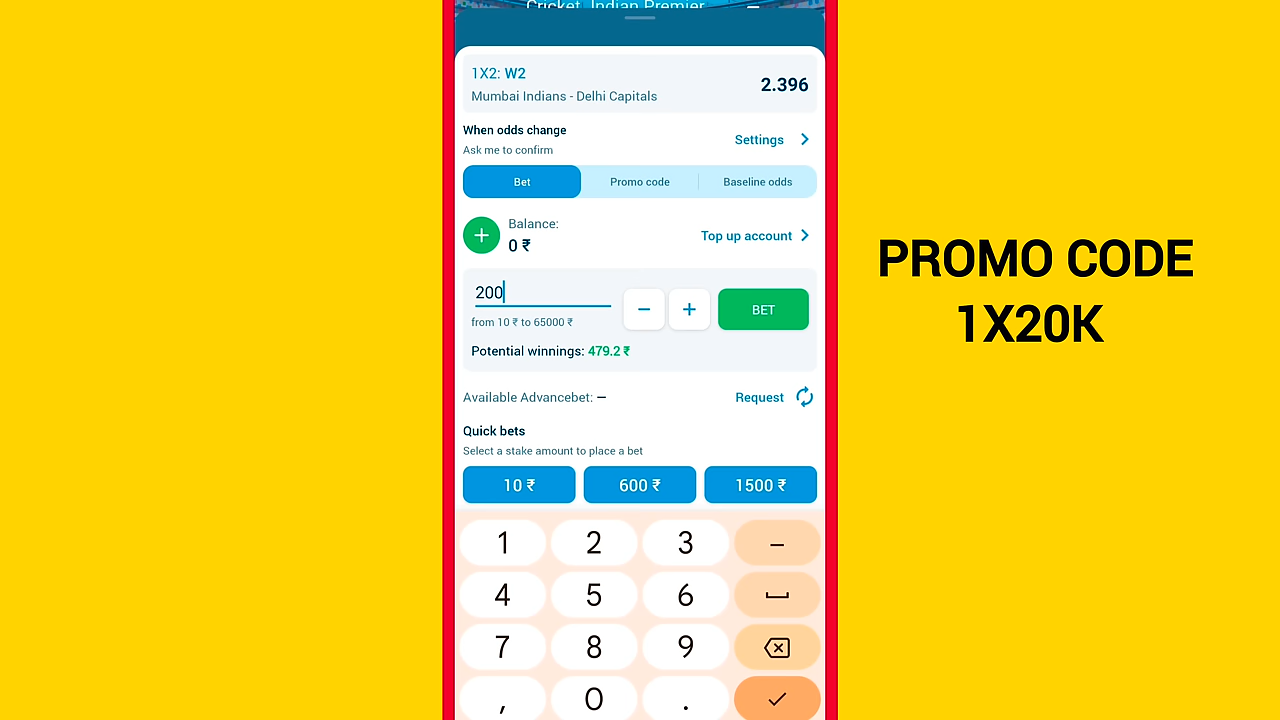 Cricket. Indian Premier
1X2: W2
2.396
Mumbai Indians - Delhi Capitals
When odds change
Ask me to confirm
Settings
Bet
Promo code
Baseline odds
Balance:
0 ₹
Top up account
200
from 10 ₹ to 65000 ₹
BET
Potential winnings: 479.2 ₹
Available Advancebet: –
Request
Quick bets
Select a stake amount to place a bet
10 ₹
600 ₹
1500 ₹
1 2 3 –
4 5 6
7 8 9
, 0 .
PROMO CODE
1X20K